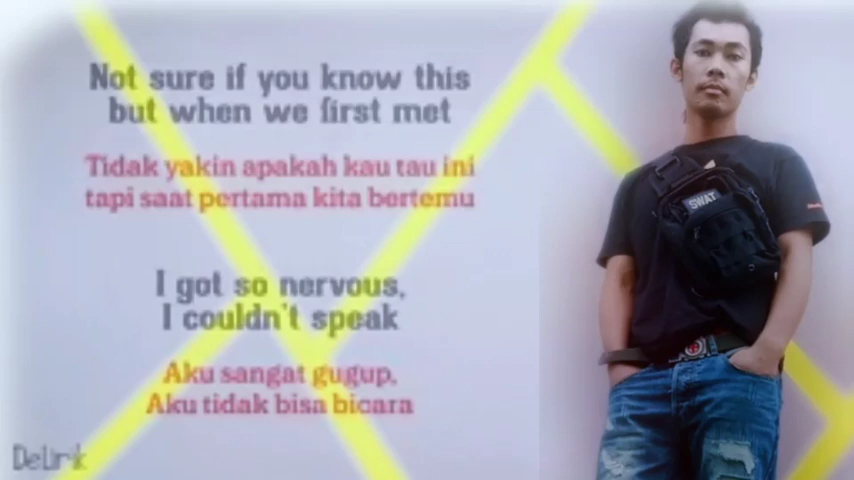 Not sure if you know this
but when we first met
Tidak yakin apakah kau tau ini
tapi saat pertama kita bertemu
I got so nervous,
I couldn't speak
Aku sangat gugup,
Aku tidak bisa bicara
SWAT
DeLirik